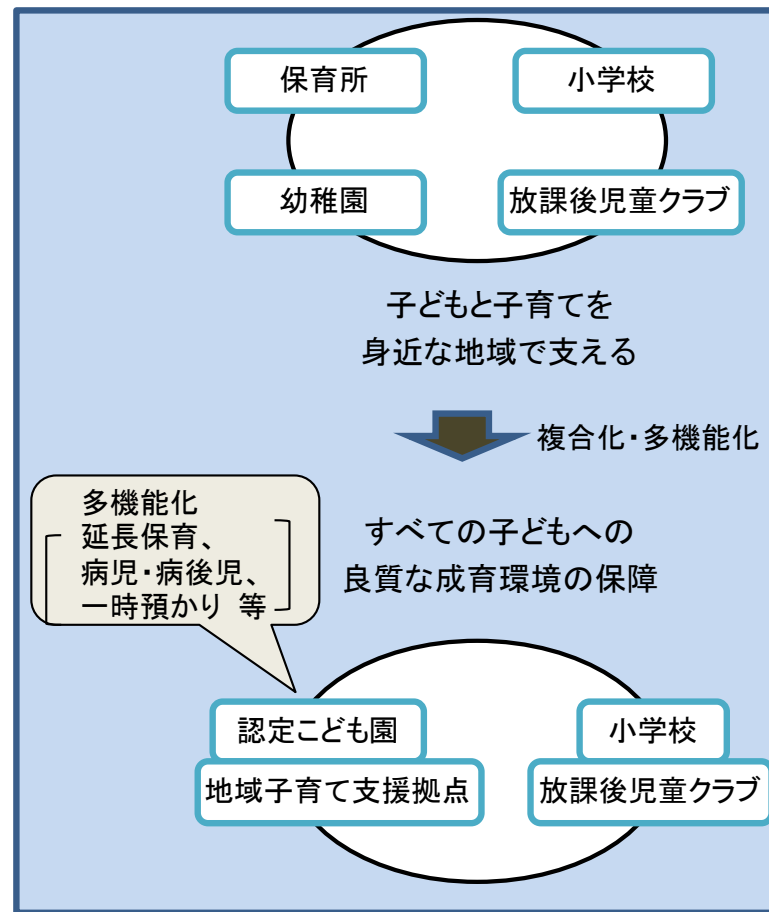 保育所
小学校
幼稚園
放課後児童クラブ
子どもと子育てを
身近な地域で支える
複合化・多機能化
多機能化
延長保育、
病児・病後児、
一時預かり 等
すべての子どもへの
良質な成育環境の保障
認定こども園
小学校
地域子育て支援拠点
放課後児童クラブ